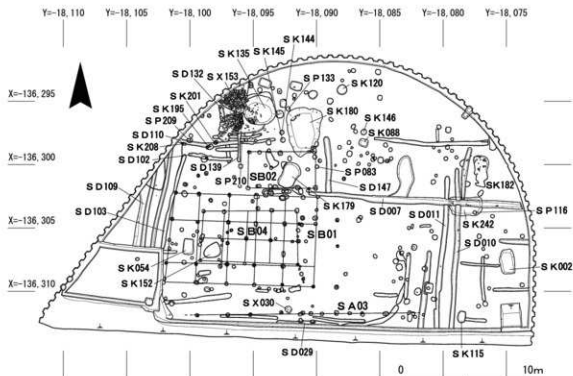 Y=-18,110 Y=-18,105 Y=-18,100 Y=-18,095 Y=-18,090 Y=-18,085 Y=-18,080 Y=-18,075
SK144
SK135 SK145
SD132 SP133 SK120
SX153
X=-136,295
SK201 SK180
SK195 SK146
SP209 SK088
SD110
SK208
X=-136,300
SD102
SD139 SP083
SP210 SB02 SD147 SK182
SD109
SK179
SD103 SD007 SD011 SP116
X=-136,305
SK242
SB04 SB01 SD010
SK054 SK002
SK152
X=-136,310
SX030 SA03
SD029 SK115
0 10m